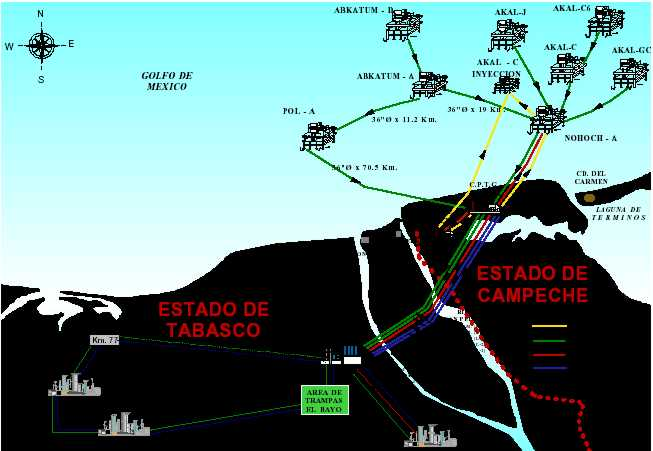 N
W
E
S
GOLFO DE
MEXICO
ABKATUM - D
AKAL-J
AKAL-C6
AKAL - C
INYECCION
AKAL-C
AKAL-GC
ABKATUM - A
POL - A
36"Ø x 11.2 Km.
36"Ø x 19 Km.
NOHOCH - A
36"Ø x 70.5 Km.
C.P.T.G.
CD. DEL
CARMEN
LAGUNA DE
TERMINOS
ESTADO DE
CAMPECHE
ESTADO DE
TABASCO
Km. 77
AREA DE
TRAMPAS
EL BAYO